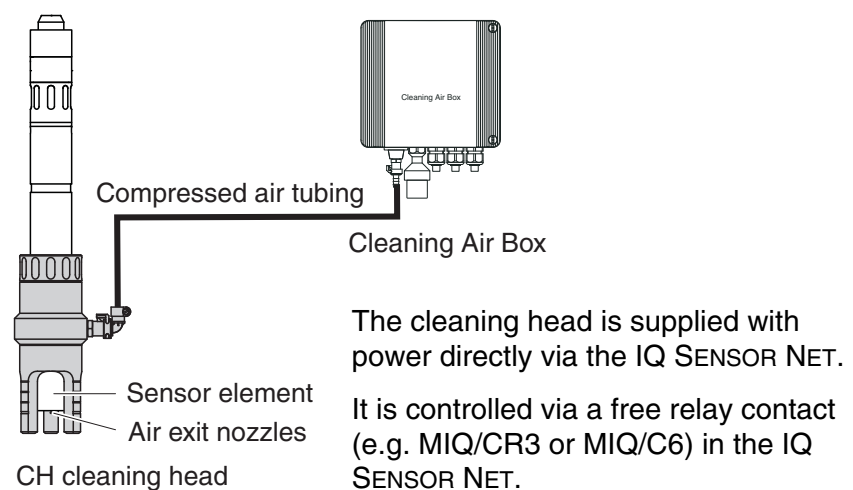 Cleaning Air Box
Compressed air tubing
Cleaning Air Box
Sensor element
Air exit nozzles
CH cleaning head
The cleaning head is supplied with
power directly via the IQ SENSOR NET.
It is controlled via a free relay contact
(e.g. MIQ/CR3 or MIQ/C6) in the IQ
SENSOR NET.